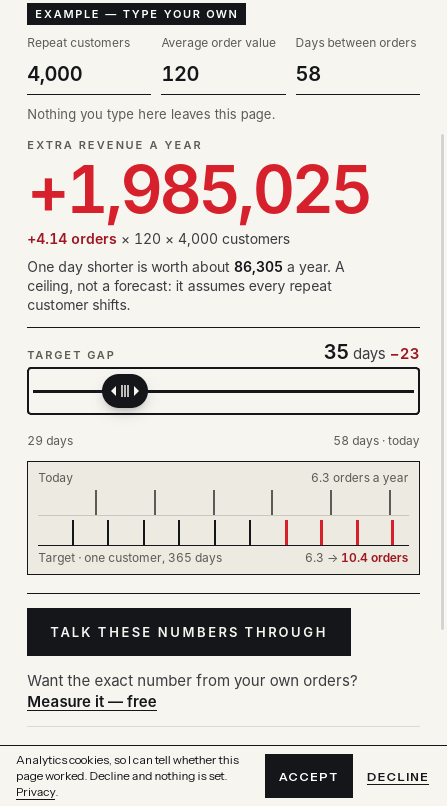 EXAMPLE — TYPE YOUR OWN
Repeat customers Average order value Days between orders
4,000 120 58
Nothing you type here leaves this page.
EXTRA REVENUE A YEAR
+1,985,025
+4.14 orders × 120 × 4,000 customers
One day shorter is worth about 86,305 a year. A
ceiling, not a forecast: it assumes every repeat
customer shifts.
TARGET GAP 35 days −23
29 days 58 days · today
Today 6.3 orders a year
Target · one customer, 365 days 6.3 → 10.4 orders
TALK THESE NUMBERS THROUGH
Want the exact number from your own orders?
Measure it — free
Analytics cookies, so I can tell whether this
page worked. Decline and nothing is set.
Privacy.
ACCEPT DECLINE